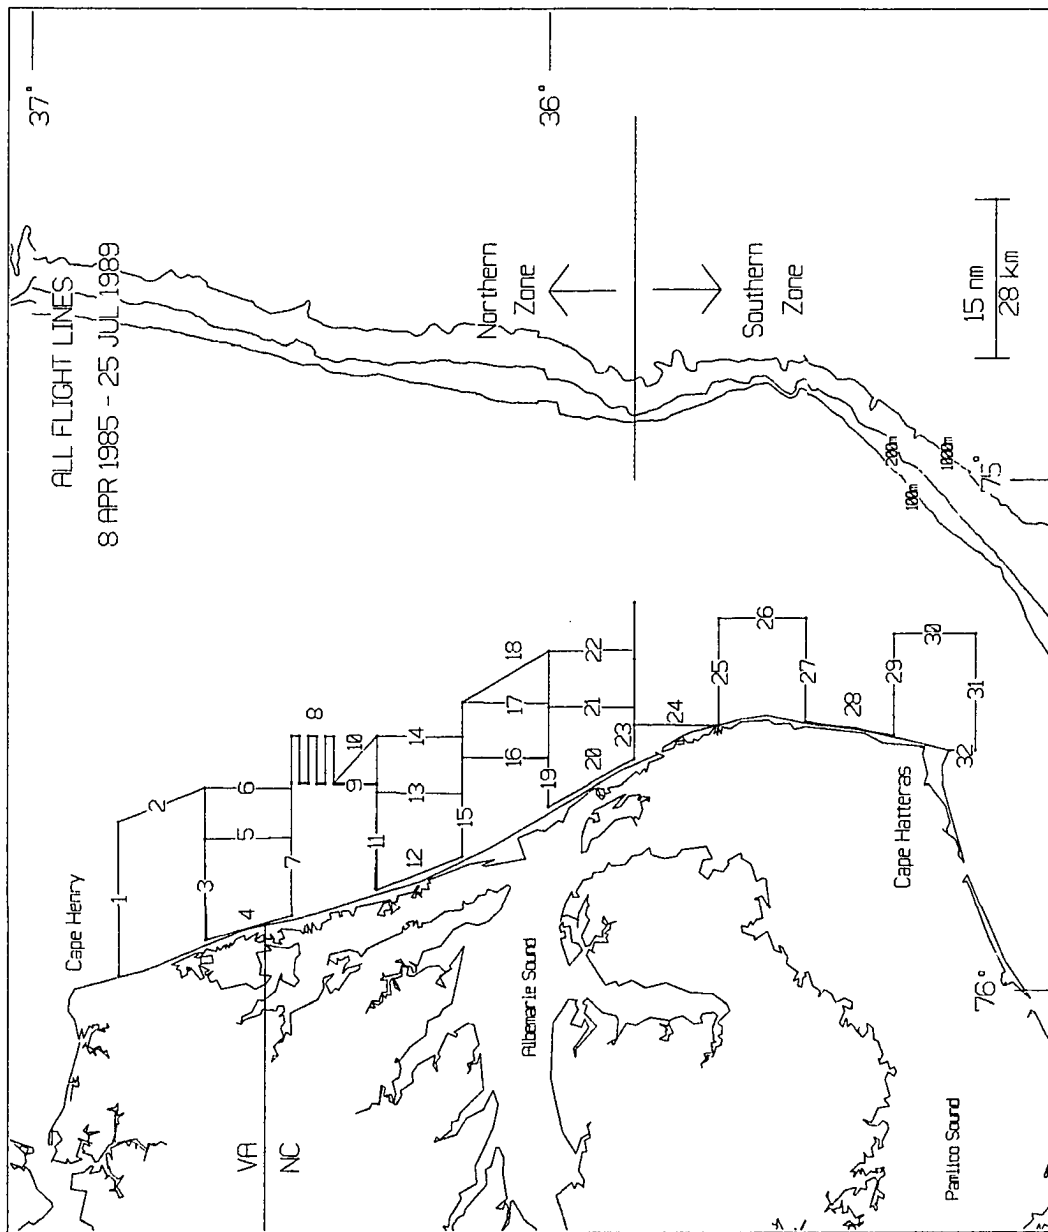 ALL FLIGHT LINES
8 APR 1985 - 25 JUL 1989
37°
36°
Northern
Zone
Southern
Zone
15 nm
28 km
100m
200m
1000m
75°
76°
Cape Henry
VA
NC
Albemarle Sound
Pamlico Sound
Cape Hatteras
1
2
3
4
5
6
7
8
9
10
11
12
13
14
15
16
17
18
19
20
21
22
23
24
25
26
27
28
29
30
31
32